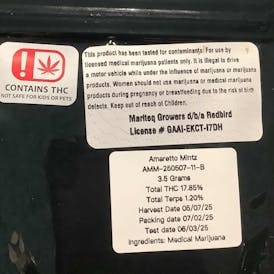 CONTAINS THC
NOT SAFE FOR KIDS OR PETS
This product has been tested for contaminants. For use by
licensed medical marijuana patients only. It is illegal to drive
a motor vehicle while under the influence of marijuana or marijuana
products. Women should not use marijuana or medical marijuana
products during pregnancy or breastfeeding due to the risk of birth
defects. Keep out of reach of Children.
Marlteq Growers d/b/a Redbird
License # GAAI-EKCT-I7DH
Amaretto Mintz
AMM-250507-11-B
3.5 Grams
Total THC 17.85%
Total Terps 1.20%
Harvest Date 05/07/25
Packing date 07/02/25
Test date 06/03/25
Ingredients: Medical Marijuana